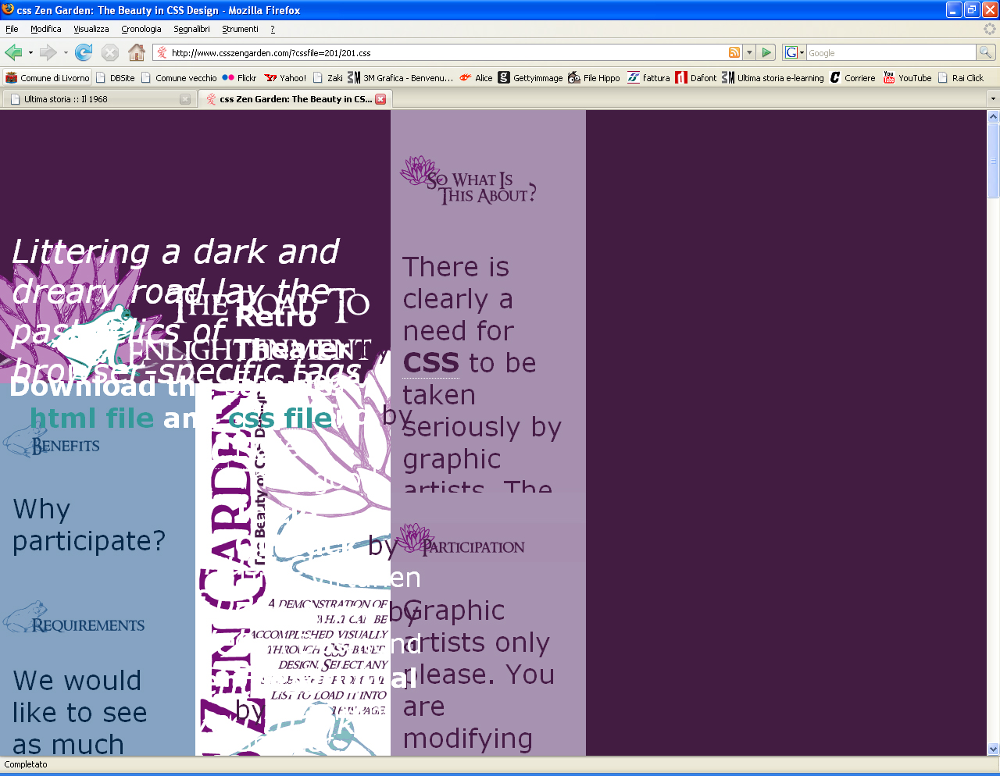 css Zen Garden: The Beauty in CSS Design - Mozilla Firefox
File Modifica Visualizza Cronologia Segnalibri Strumenti ?
http://www.csszengarden.com/?cssfile=201/201.css
Google
Comune di Livorno DBSite Comune vecchio Flickr Yahoo! Zaki 3M Grafica - Benvenu... Alice Gettyimmage File Hippo fattura Dafont Ultima storia e-learning Corriere YouTube Rai Click
Ultima storia :: Il 1968
css Zen Garden: The Beauty in CS...
Littering a dark and
dreary road lay the
past relics of
browser-specific tags
The Road To
Enlightenment
Retro
Theater
Download the
html file and css file
by
Benefits
Why
participate?
Requirements
We would
like to see
as much
Zen Garden
The Beauty of CSS Design
by
by
by
A demonstration of
what can be
accomplished visually
through CSS-based
design. Select any
list to load it into
this page.
So What Is
This About?
There is
clearly a
need for
CSS to be
taken
seriously by
graphic
artists. The
Participation
Graphic
artists only
please. You
are
modifying
Completato